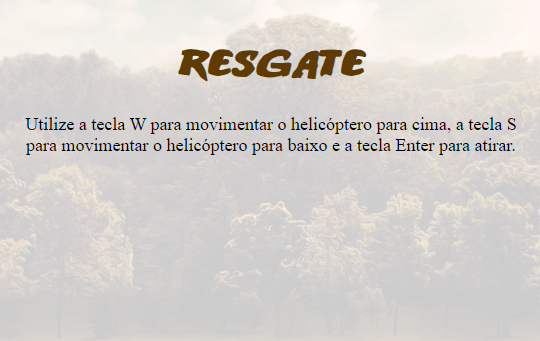 RESGATE
Utilize a tecla W para movimentar o helicóptero para cima, a tecla S
para movimentar o helicóptero para baixo e a tecla Enter para atirar.